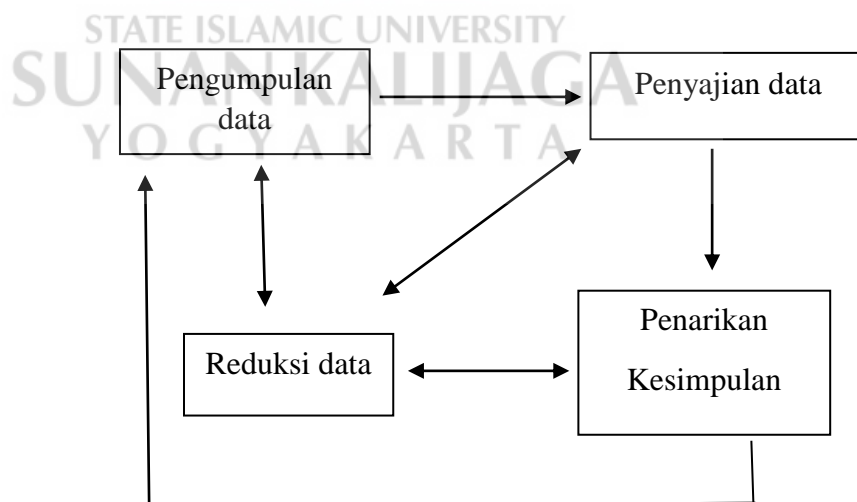 STATE ISLAMIC UNIVERSITY
SUNAN KALIJAGA
YOGYAKARTA
Pengumpulan
data
Penyajian data
Reduksi data
Penarikan
Kesimpulan